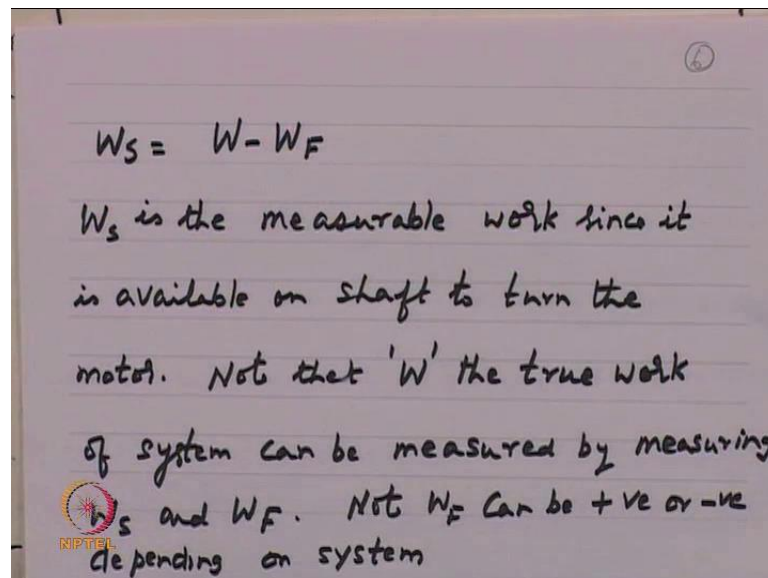 6
Ws = W - WF
Ws is the measurable work since it
is available on shaft to turn the
motor. Not that 'W' the true work
of system can be measured by measuring
Ws and WF. Not WF can be +ve or -ve
depending on system
NPTEL